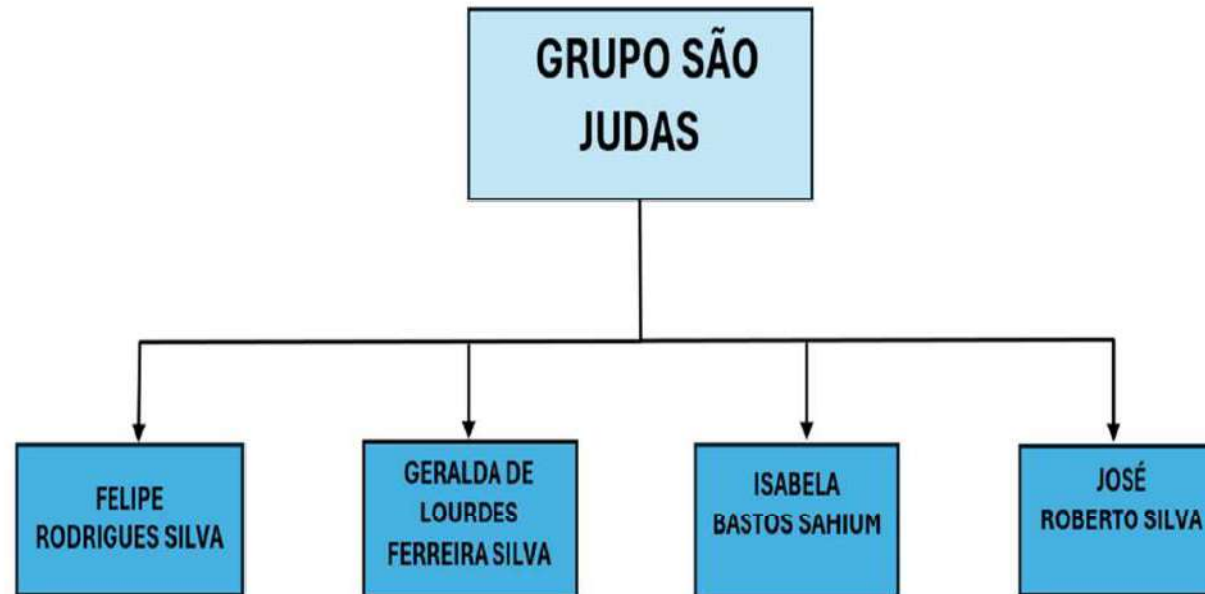 GRUPO SÃO
JUDAS
FELIPE
RODRIGUES SILVA
GERALDA DE
LOURDES
FERREIRA SILVA
ISABELA
BASTOS SAHIUM
JOSÉ
ROBERTO SILVA